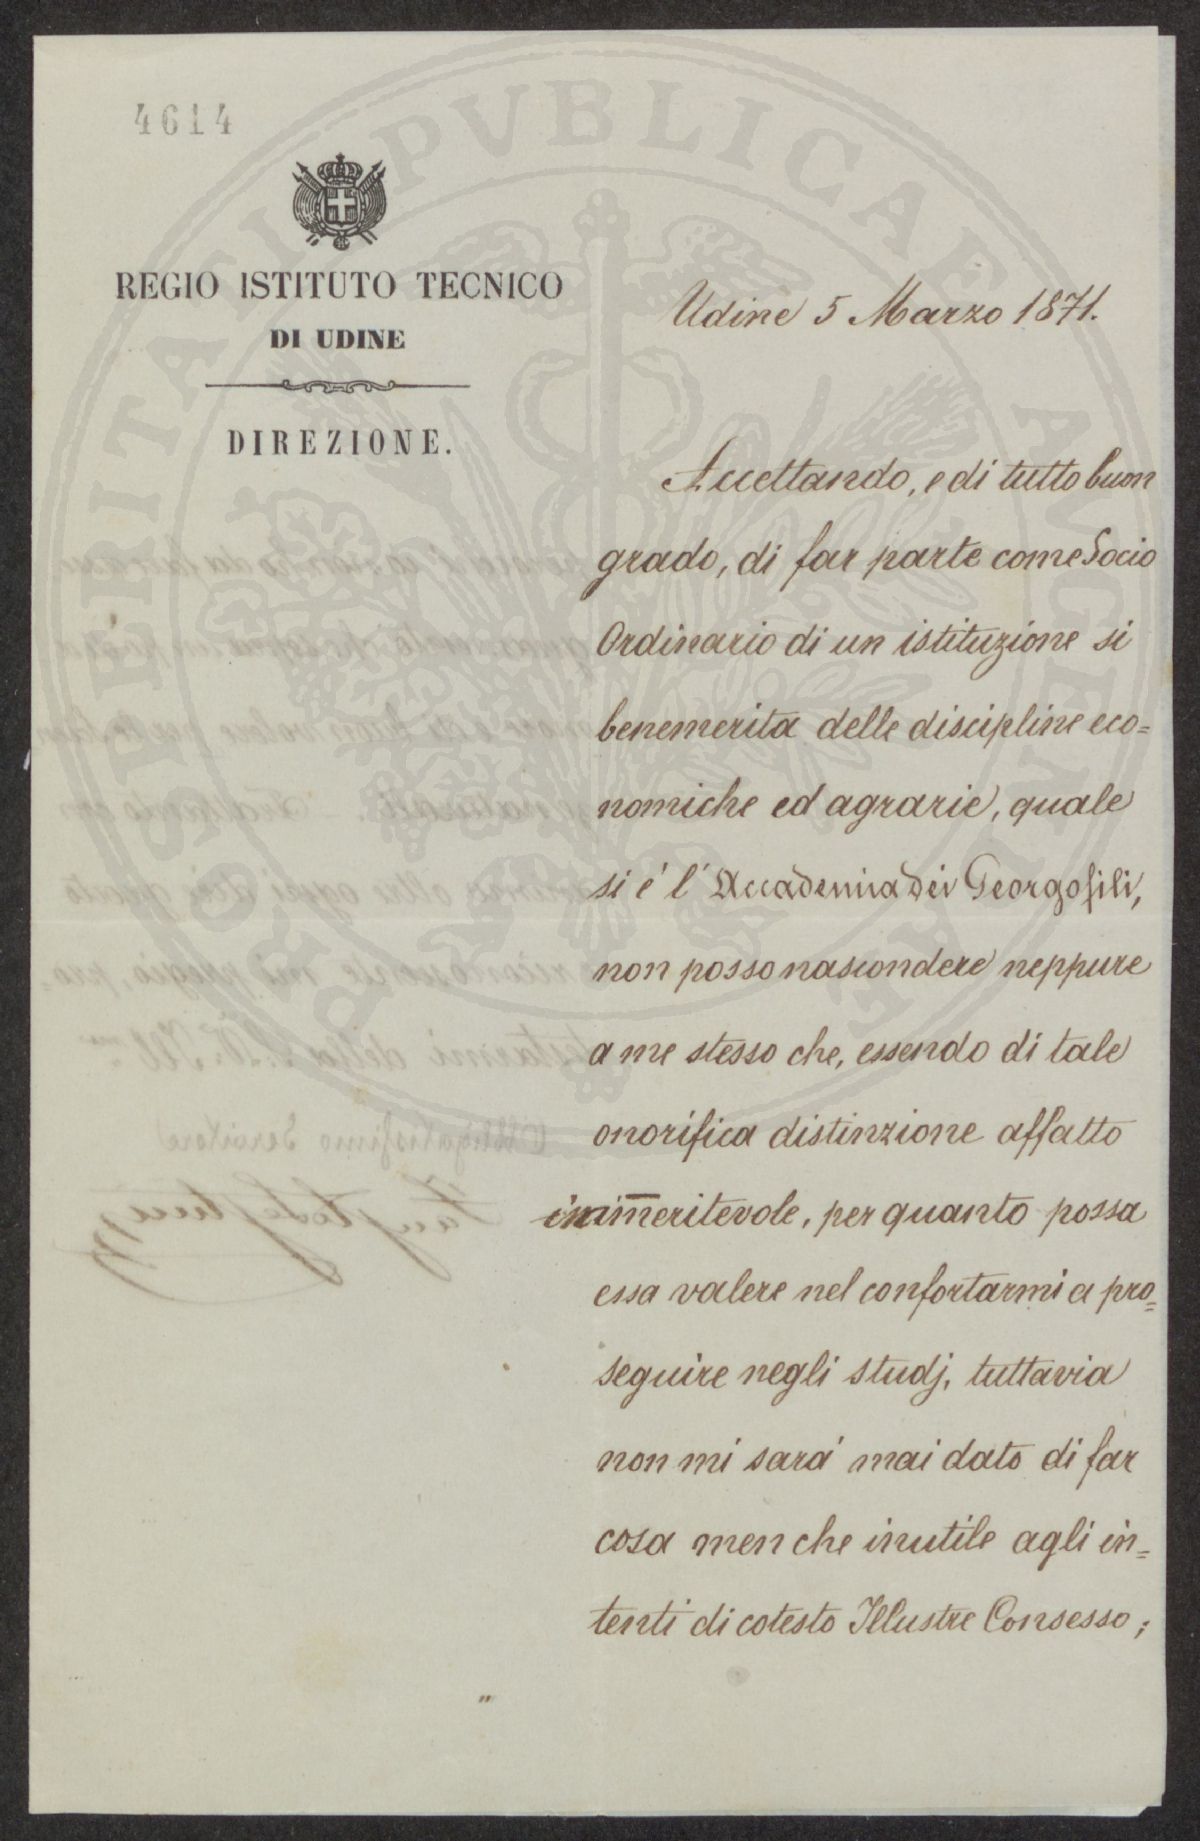 4614
REGIO ISTITUTO TECNICO
DI UDINE
DIREZIONE.
Udine 5 Marzo 1871.
Accettando, e di tutto buon
grado, di far parte come Socio
Ordinario di un istituzione si
benemerita delle discipline eco=
nomiche ed agrarie, quale
si é l' Accademia dei Georgofili,
non posso nascondere neppure
a me stesso che, essendo di tale
onorifica distinzione affatto
immeritevole, per quanto possa
essa valere nel confortarmi a pro=
seguire negli studj, tuttavia
non mi sará mai dato di far
cosa men che inutile agli in=
tenti di cotesto Illustre Consesso;
PROSPERITATI PVBLICAE AVGENDAE